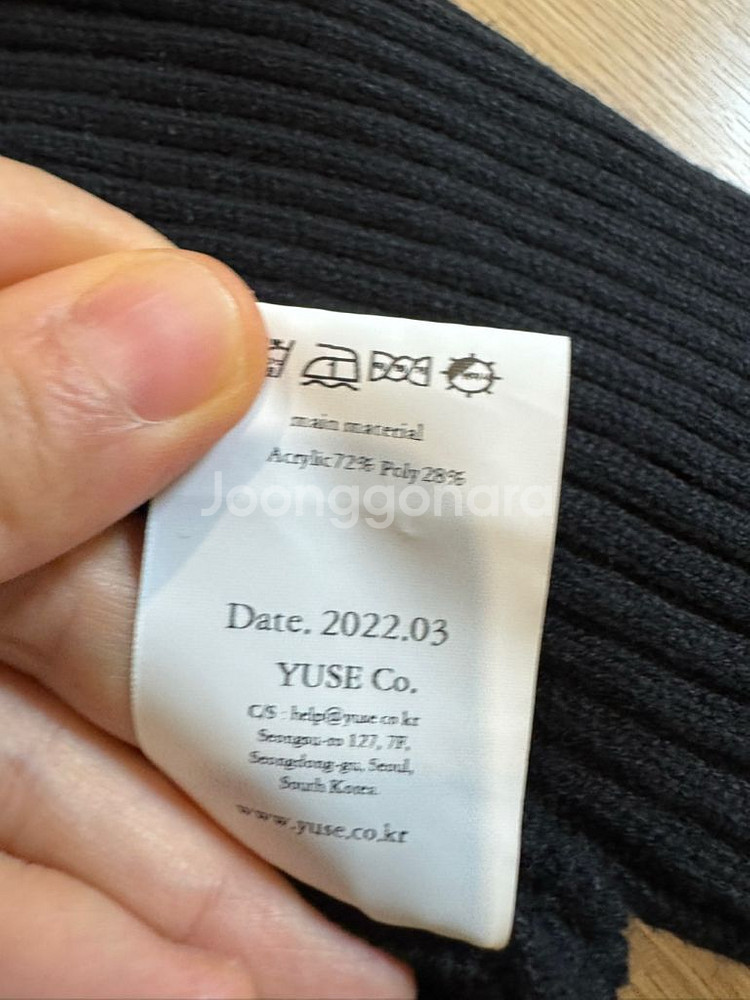 main material
Acrylic72% Poly28%
Joonggonara
Date. 2022.03
YUSE Co.
C/S : help@yuse.co.kr
Seongsu-ro 127, 7F,
Seongdong-gu, Seoul,
South Korea
www.yuse.co.kr